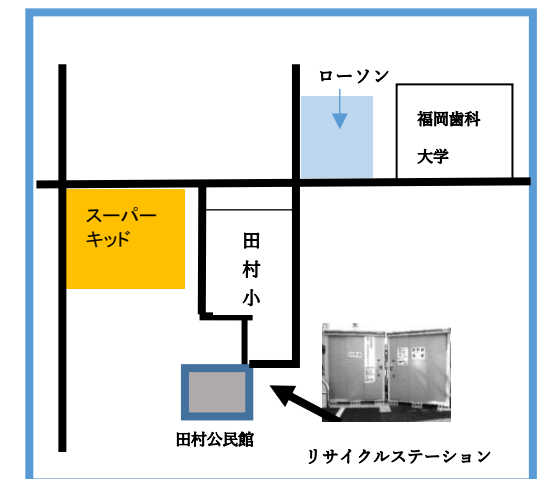 ローソン
福岡歯科
大学
スーパー
キッド
田
村
小
田村公民館
リサイクルステーション